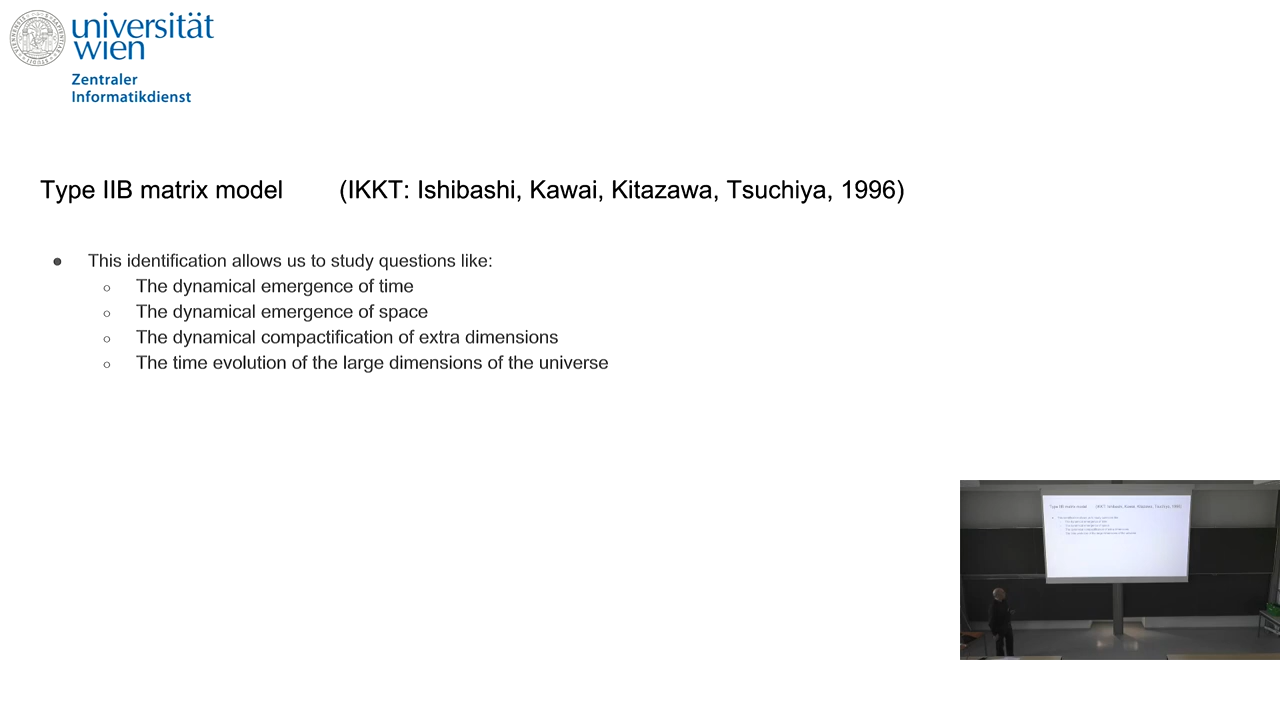 universität
wien
Zentraler
Informatikdienst
Type IIB matrix model (IKKT: Ishibashi, Kawai, Kitazawa, Tsuchiya, 1996)
● This identification allows us to study questions like:
○ The dynamical emergence of time
○ The dynamical emergence of space
○ The dynamical compactification of extra dimensions
○ The time evolution of the large dimensions of the universe